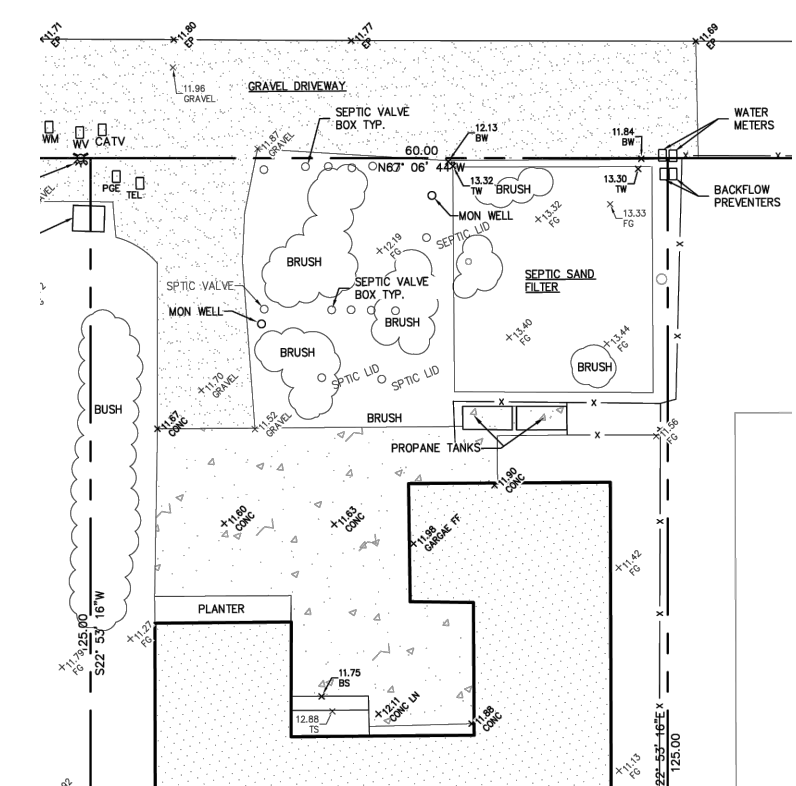 11.71
EP
11.80
EP
11.77
EP
11.69
EP
11.96
GRAVEL
GRAVEL DRIVEWAY
SEPTIC VALVE
BOX TYP.
WATER
METERS
WM
WV
CATV
11.87
GRAVEL
60.00
N67° 06' 44"W
12.13
BW
11.84
BW
13.32
TW
13.30
TW
BACKFLOW
PREVENTERS
PGE
TEL
BRUSH
MON WELL
13.32
FG
13.33
FG
SEPTIC LID
12.19
FG
BRUSH
SEPTIC SAND
FILTER
SPTIC VALVE
SEPTIC VALVE
BOX TYP.
MON WELL
BRUSH
13.40
FG
13.44
FG
BRUSH
BRUSH
SPTIC LID
SPTIC LID
11.70
GRAVEL
BUSH
11.67
CONC
11.52
GRAVEL
BRUSH
11.56
FG
PROPANE TANKS
11.90
CONC
11.60
CONC
11.63
CONC
11.98
GARGAE FF
11.42
FG
PLANTER
11.27
FG
11.79
FG
125.00
S22° 53' 16"W
11.75
BS
12.88
TS
12.11
CONC LN
11.88
CONC
22° 53' 16"E
125.00
11.13
FG